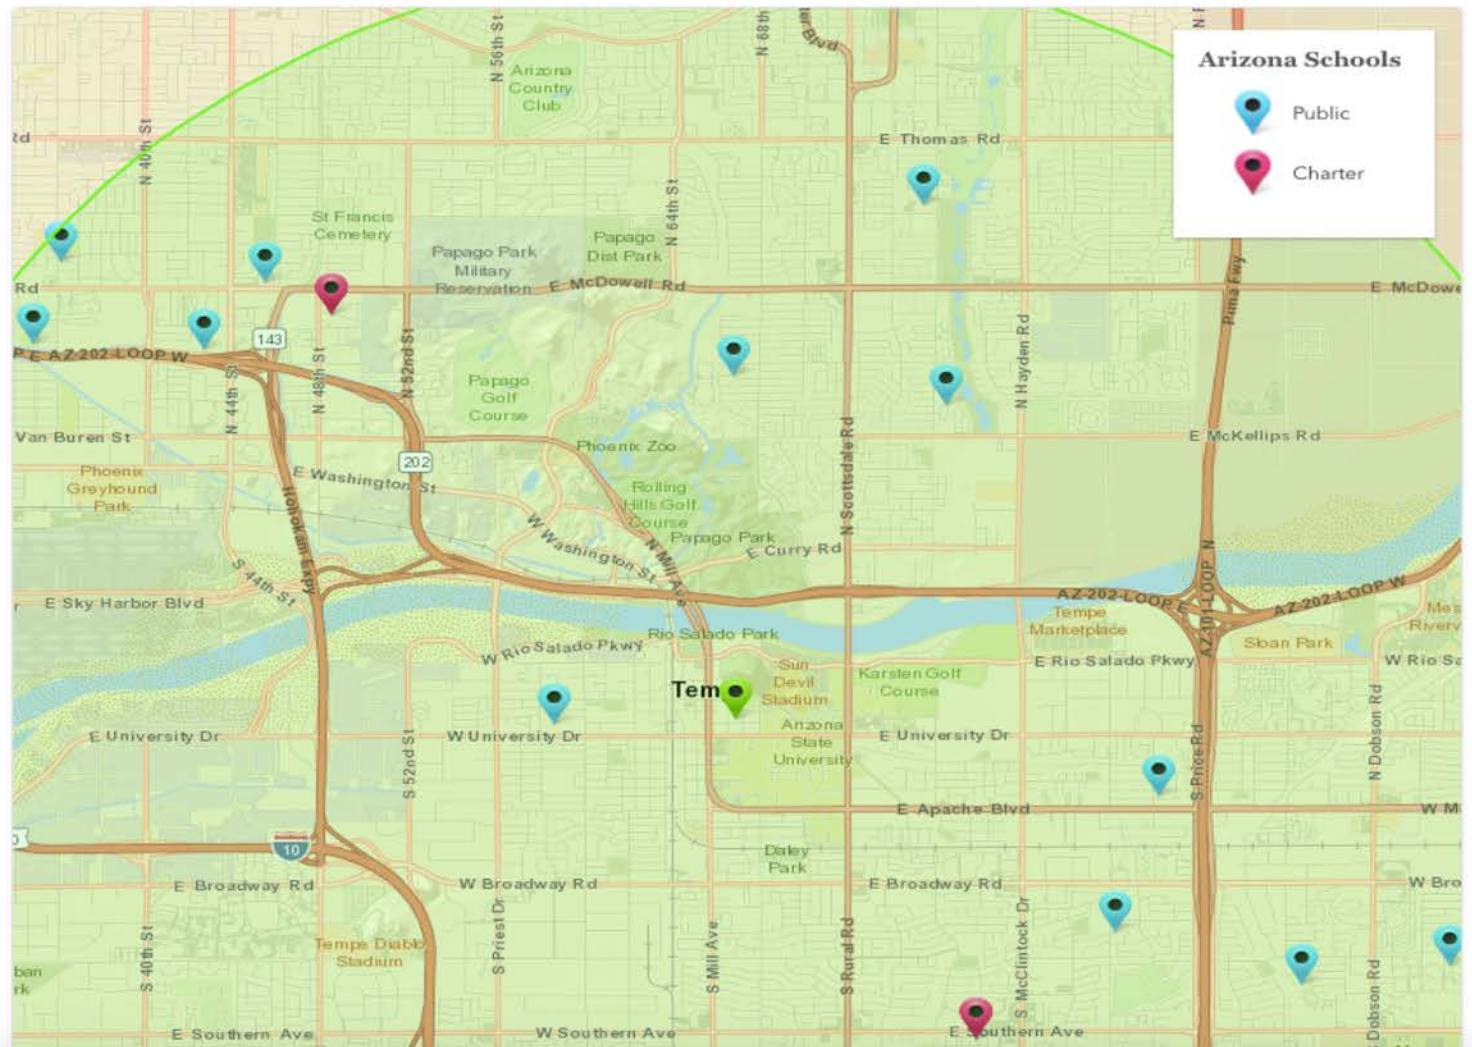 N 56th St
N 68th
Arizona
Country
Club
Arizona Schools
Public
Charter
E Thomas Rd
N 40th St
N 64th St
St Francis
Cemetery
Papago Park
Military
Reservation
Papago
Dist Park
Rd
E McDowell Rd
E McDowe
Pima Fwy
143
P E AZ-202-LOOP W
N 44th St
N 48th St
N 52nd St
Papago
Golf
Course
N Hayden Rd
Van Buren St
Phoenix Zoo
N Scottsdale Rd
E McKellips Rd
202
Phoenix
Greyhound
Park
E Washington St
Rolling
Hills Golf
Course
Papago Park
Hohokam Expy
W Washington St
N Mill Ave
E Curry Rd
S 44th St
E Sky Harbor Blvd
AZ-202-LOOP E
AZ-101-LOOP N
AZ-202-LOOP W
Tempe
Marketplace
Mes
Riverv
Rio Salado Park
Sloan Park
W Rio Salado Pkwy
E Rio Salado Pkwy
W Rio Sa
Tem
Sun
Devil
Stadium
Karsten Golf
Course
Arizona
State
University
E University Dr
W University Dr
E University Dr
S 52nd St
S Price Rd
N Dobson Rd
E Apache Blvd
W M
10
Daley
Park
E Broadway Rd
W Broadway Rd
E Broadway Rd
W Bro
S 40th St
Tempe Diablo
Stadium
S Priest Dr
S Mill Ave
S Rural Rd
S McClintock Dr
S Dobson Rd
ban
rk
E Southern Ave
W Southern Ave
E Southern Ave